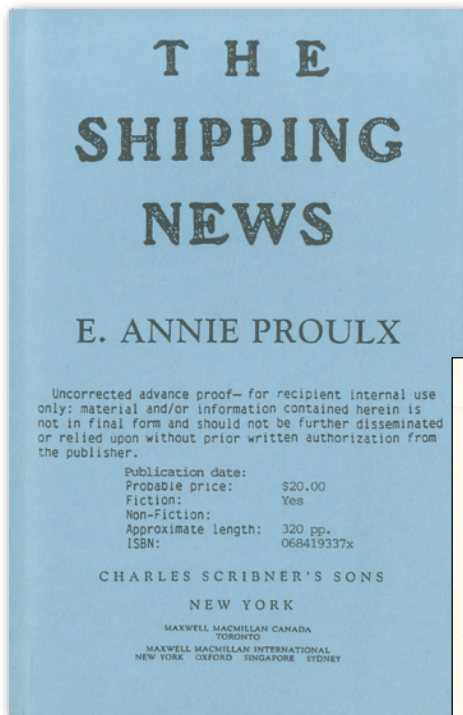 THE
SHIPPING
NEWS
E. ANNIE PROULX
Uncorrected advance proof— for recipient internal use
only: material and/or information contained herein is
not in final form and should not be further disseminated
or relied upon without prior written authorization from
the publisher.
Publication date:
Probable price: $20.00
Fiction: Yes
Non-Fiction:
Approximate length: 320 pp.
ISBN: 068419337x
CHARLES SCRIBNER'S SONS
NEW YORK
MAXWELL MACMILLAN CANADA
TORONTO
MAXWELL MACMILLAN INTERNATIONAL
NEW YORK OXFORD SINGAPORE SYDNEY